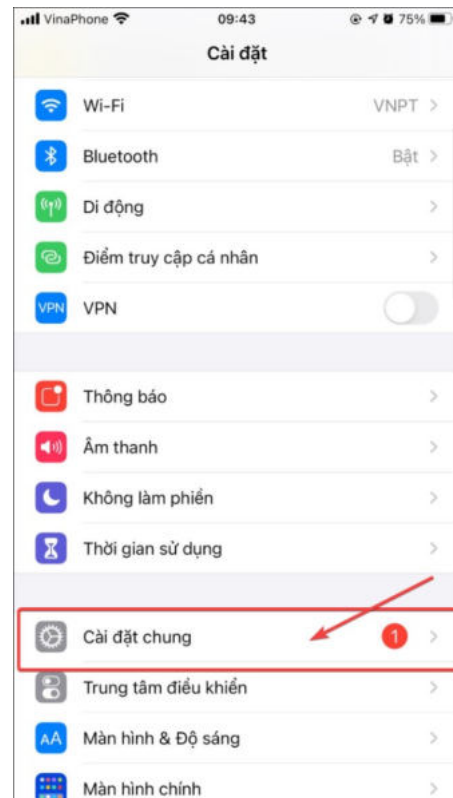 VinaPhone 09:43 75%
Cài đặt
Wi-Fi VNPT
Bluetooth Bật
Di động
Điểm truy cập cá nhân
VPN VPN
Thông báo
Âm thanh
Không làm phiền
Thời gian sử dụng
Cài đặt chung 1
Trung tâm điều khiển
AA Màn hình & Độ sáng
Màn hình chính